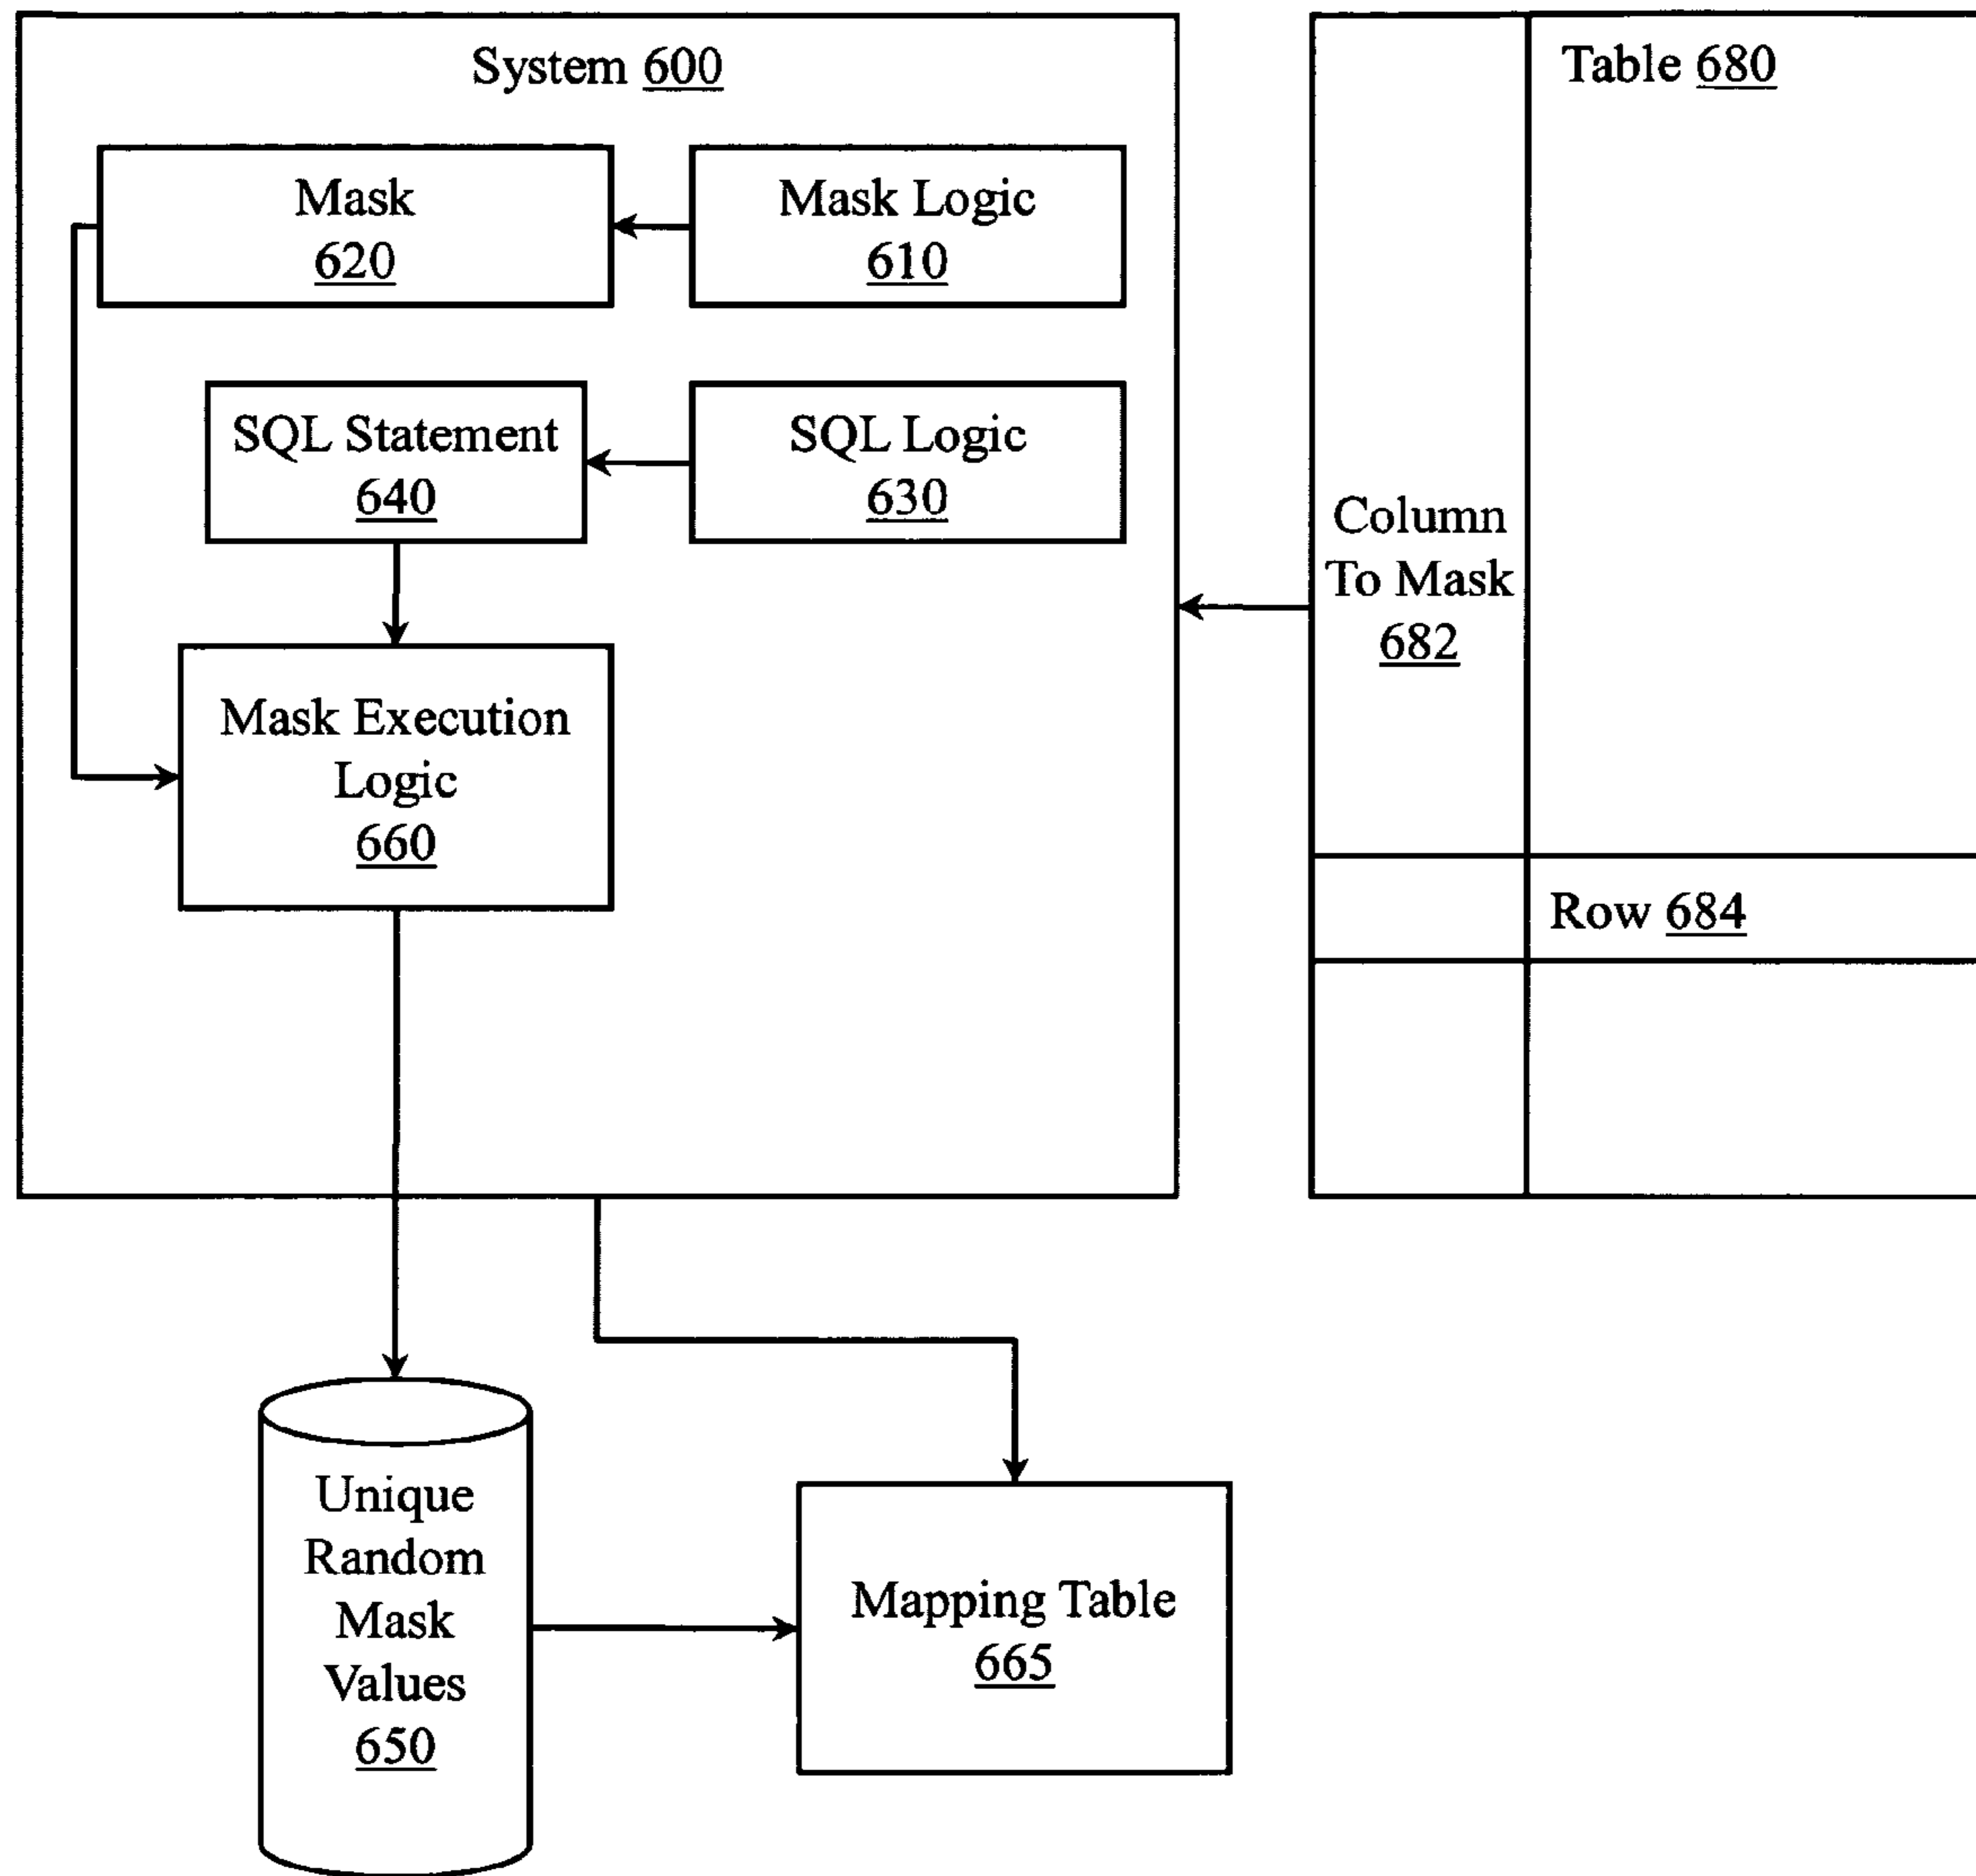 System 600
Mask
620
Mask Logic
610
SQL Statement
640
SQL Logic
630
Mask Execution
Logic
660
Table 680
Column
To Mask
682
Row 684
Unique
Random
Mask
Values
650
Mapping Table
665